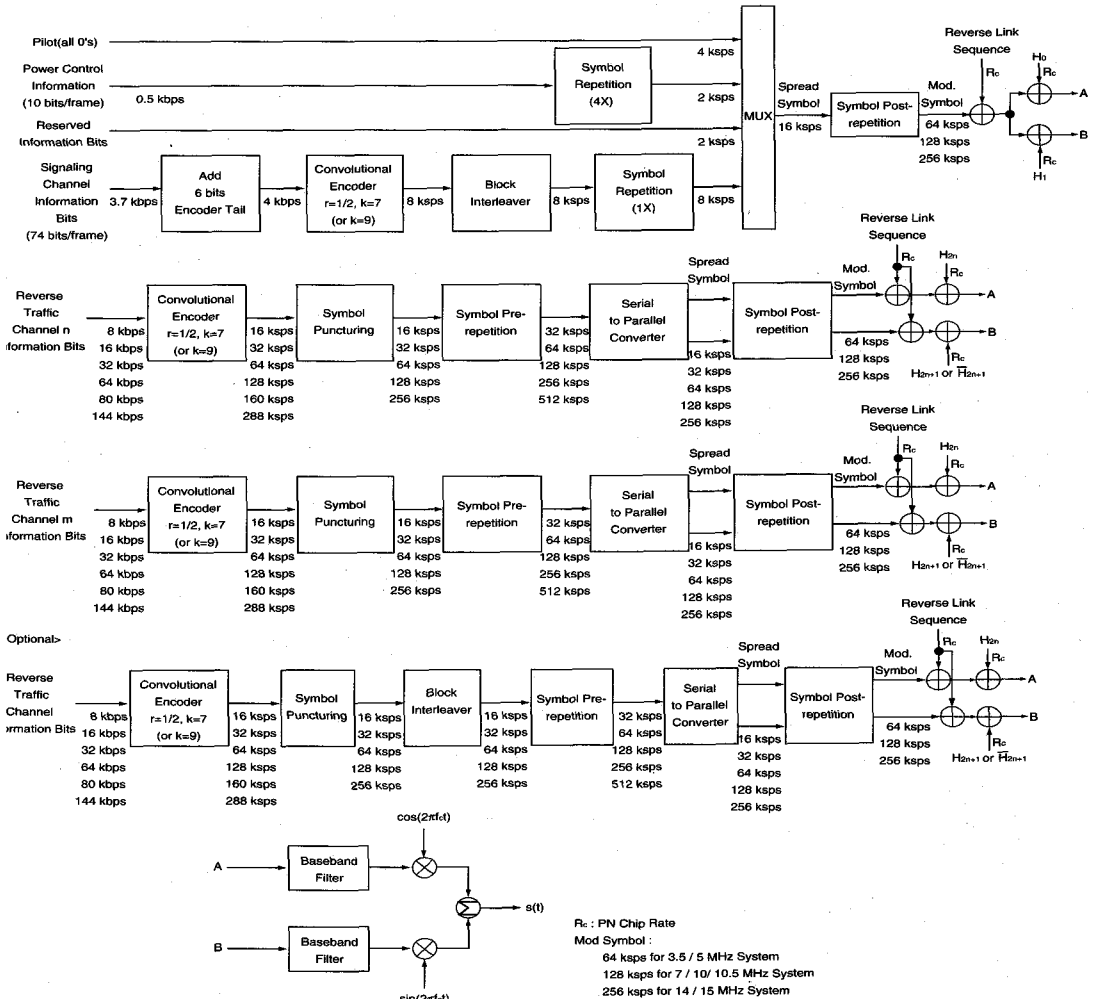 Pilot(all 0's)
4 ksps
Power Control
Information
(10 bits/frame)
0.5 kbps
Symbol
Repetition
(4X)
2 ksps
Reserved
Information Bits
2 ksps
Signaling
Channel
Information
Bits
(74 bits/frame)
3.7 kbps
Add
6 bits
Encoder Tail
4 kbps
Convolutional
Encoder
r=1/2, k=7
(or k=9)
8 ksps
Block
Interleaver
8 ksps
Symbol
Repetition
(1X)
8 ksps
MUX
Spread
Symbol
16 ksps
Symbol Post-
repetition
Mod.
Symbol
64 ksps
128 ksps
256 ksps
Reverse Link
Sequence
Rc
H0
Rc
A
B
Rc
H1
Reverse
Traffic
Channel n
nformation Bits
8 kbps
16 kbps
32 kbps
64 kbps
80 kbps
144 kbps
Convolutional
Encoder
r=1/2, k=7
(or k=9)
16 ksps
32 ksps
64 ksps
128 ksps
160 ksps
288 ksps
Symbol
Puncturing
16 ksps
32 ksps
64 ksps
128 ksps
256 ksps
Symbol Pre-
repetition
32 ksps
64 ksps
128 ksps
256 ksps
512 ksps
Serial
to Parallel
Converter
Spread
Symbol
16 ksps
32 ksps
64 ksps
128 ksps
256 ksps
Symbol Post-
repetition
Mod.
Symbol
64 ksps
128 ksps
256 ksps
Reverse Link
Sequence
Rc
H2n
Rc
A
B
Rc
H2n+1 or H̅2n+1
Reverse
Traffic
Channel m
nformation Bits
8 kbps
16 kbps
32 kbps
64 kbps
80 kbps
144 kbps
Convolutional
Encoder
r=1/2, k=7
(or k=9)
16 ksps
32 ksps
64 ksps
128 ksps
160 ksps
288 ksps
Symbol
Puncturing
16 ksps
32 ksps
64 ksps
128 ksps
256 ksps
Symbol Pre-
repetition
32 ksps
64 ksps
128 ksps
256 ksps
512 ksps
Serial
to Parallel
Converter
Spread
Symbol
16 ksps
32 ksps
64 ksps
128 ksps
256 ksps
Symbol Post-
repetition
Mod.
Symbol
64 ksps
128 ksps
256 ksps
Reverse Link
Sequence
Rc
H2n
Rc
A
B
Rc
H2n+1 or H̅2n+1
Optional>
Reverse
Traffic
Channel
ormation Bits
8 kbps
16 kbps
32 kbps
64 kbps
80 kbps
144 kbps
Convolutional
Encoder
r=1/2, k=7
(or k=9)
16 ksps
32 ksps
64 ksps
128 ksps
160 ksps
288 ksps
Symbol
Puncturing
16 ksps
32 ksps
64 ksps
128 ksps
256 ksps
Block
Interleaver
16 ksps
32 ksps
64 ksps
128 ksps
256 ksps
Symbol Pre-
repetition
32 ksps
64 ksps
128 ksps
256 ksps
512 ksps
Serial
to Parallel
Converter
Spread
Symbol
16 ksps
32 ksps
64 ksps
128 ksps
256 ksps
Symbol Post-
repetition
Mod.
Symbol
64 ksps
128 ksps
256 ksps
Reverse Link
Sequence
Rc
H2n
Rc
A
B
Rc
H2n+1 or H̅2n+1
cos(2πfct)
A
Baseband
Filter
Σ
s(t)
B
Baseband
Filter
sin(2πfct)
Rc : PN Chip Rate
Mod Symbol :
64 ksps for 3.5 / 5 MHz System
128 ksps for 7 / 10/ 10.5 MHz System
256 ksps for 14 / 15 MHz System